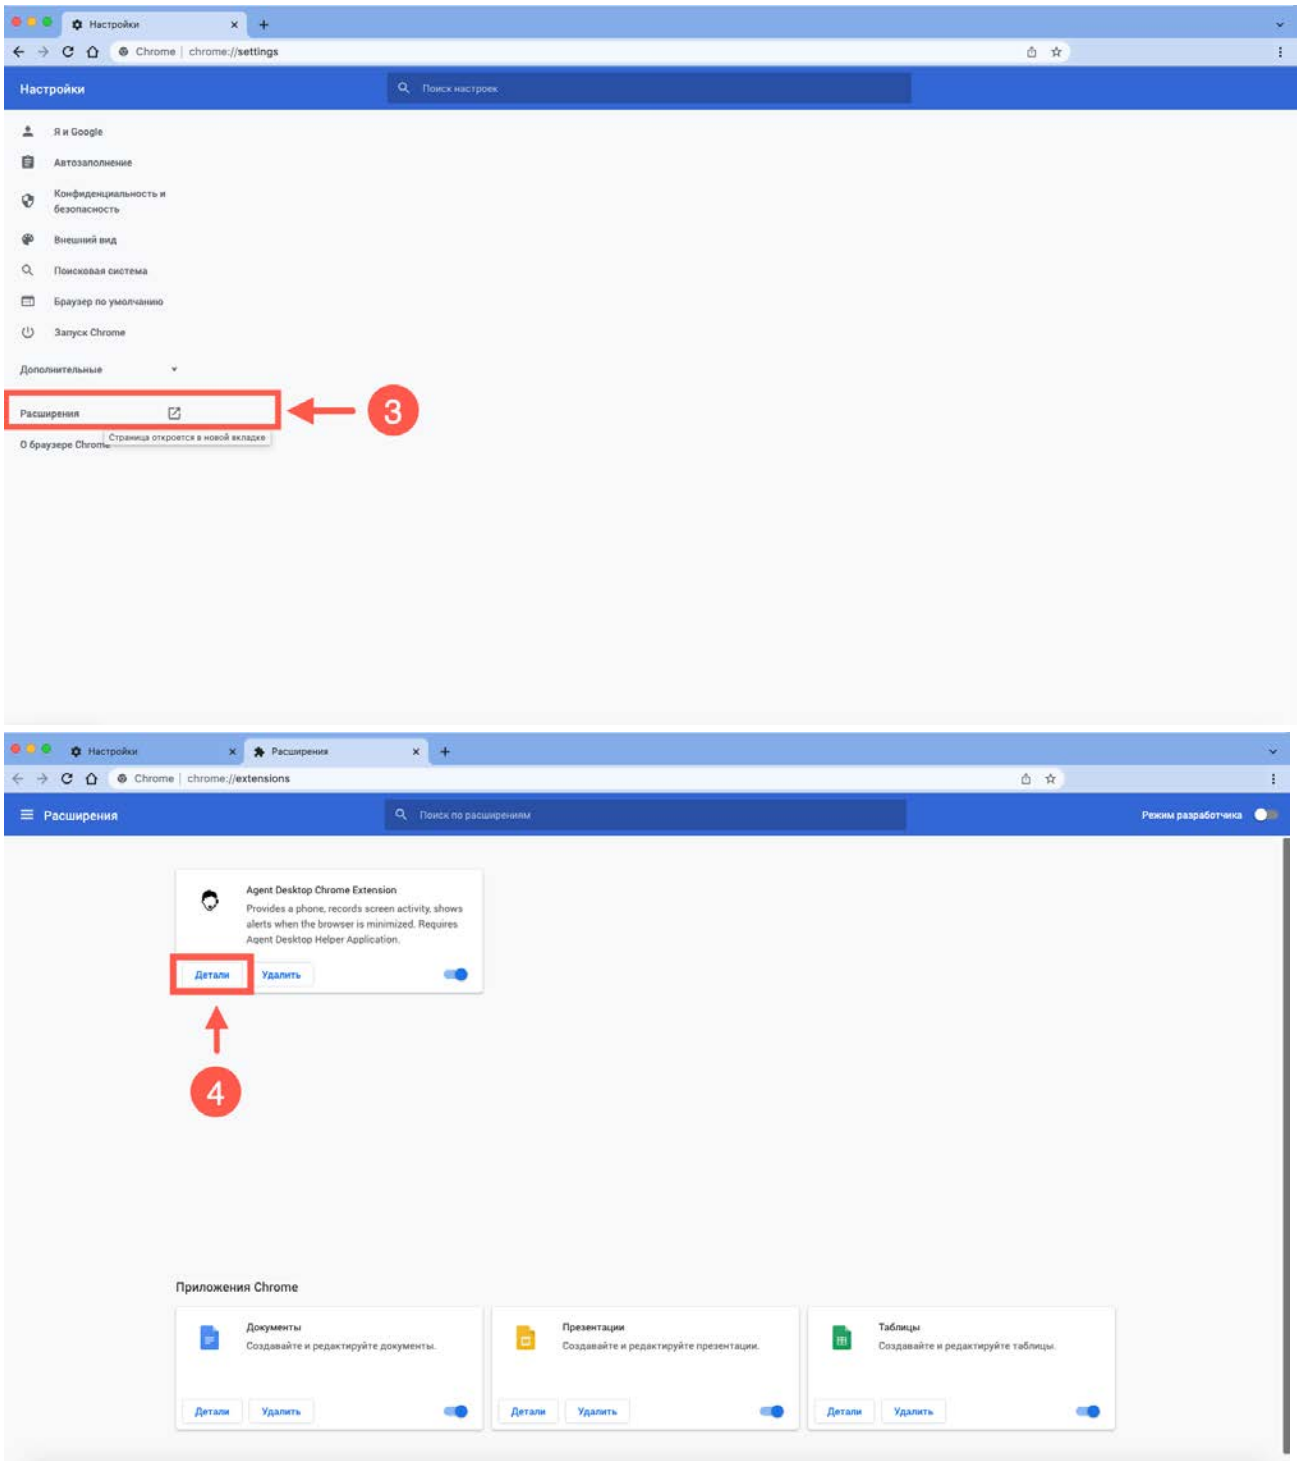 Настройки
Chrome | chrome://settings
Настройки
Поиск настроек
Я и Google
Автозаполнение
Конфиденциальность и
безопасность
Внешний вид
Поисковая система
Браузер по умолчанию
Запуск Chrome
Дополнительные
Расширения
3
Страница откроется в новой вкладке
О браузере Chrome
Настройки
Расширения
Chrome | chrome://extensions
Расширения
Поиск по расширениям
Режим разработчика
Agent Desktop Chrome Extension
Provides a phone, records screen activity, shows
alerts when the browser is minimized. Requires
Agent Desktop Helper Application.
Детали Удалить
4
Приложения Chrome
Документы
Создавайте и редактируйте документы.
Детали Удалить
Презентации
Создавайте и редактируйте презентации.
Детали Удалить
Таблицы
Создавайте и редактируйте таблицы.
Детали Удалить